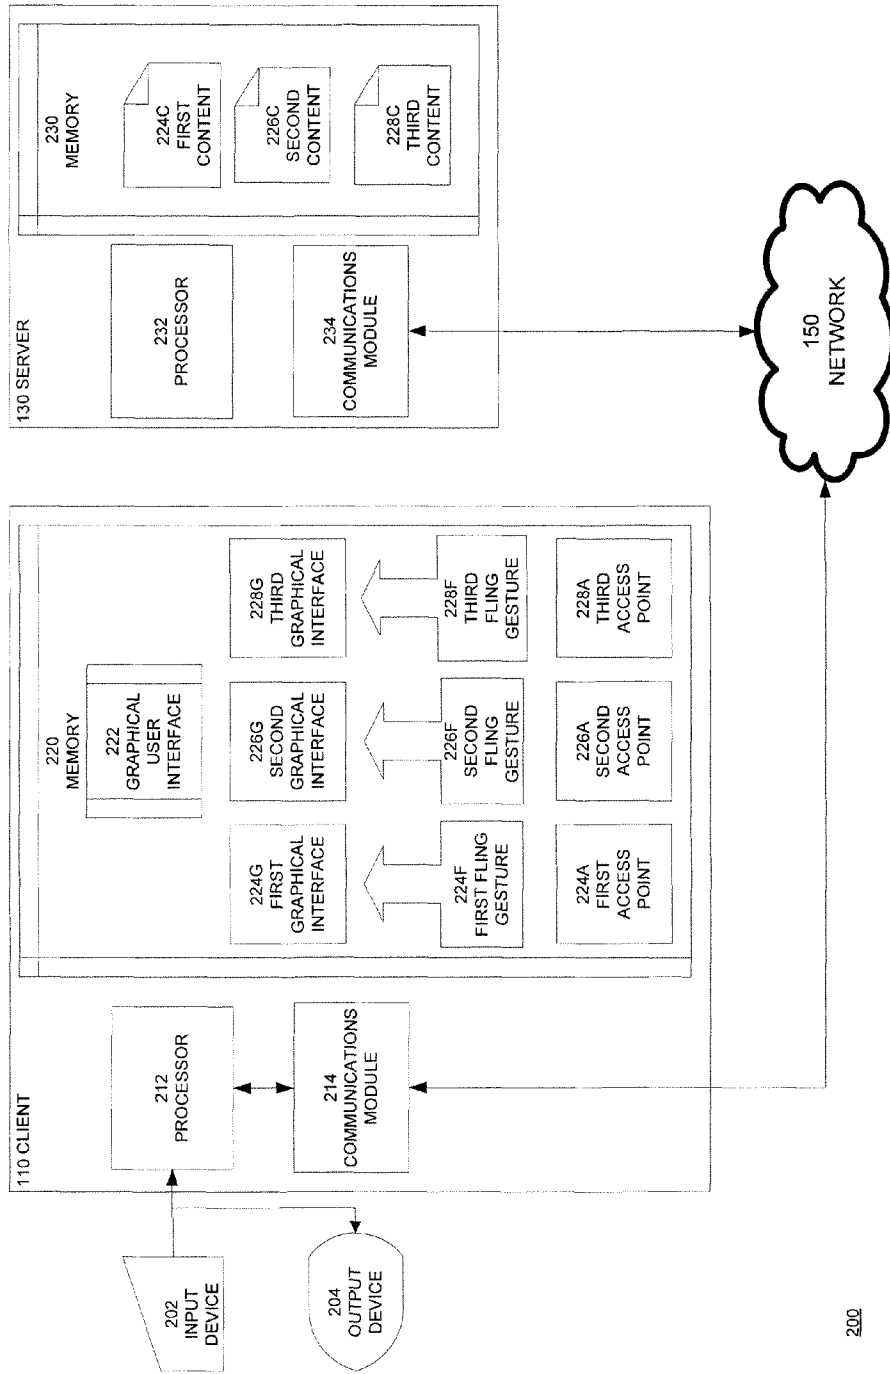 110 CLIENT
202
INPUT
DEVICE
204
OUTPUT
DEVICE
212
PROCESSOR
214
COMMUNICATIONS
MODULE
220
MEMORY
222
GRAPHICAL
USER
INTERFACE
224G FIRST
GRAPHICAL
INTERFACE
226G
SECOND
GRAPHICAL
INTERFACE
228G THIRD
GRAPHICAL
INTERFACE
224F
FIRST FLING
GESTURE
226F
SECOND
FLING
GESTURE
228F
THIRD
FLING
GESTURE
224A
FIRST
ACCESS
POINT
226A
SECOND
ACCESS
POINT
228A
THIRD
ACCESS
POINT
130 SERVER
232
PROCESSOR
234
COMMUNICATIONS
MODULE
230
MEMORY
224C
FIRST
CONTENT
226C
SECOND
CONTENT
228C
THIRD
CONTENT
150
NETWORK
200